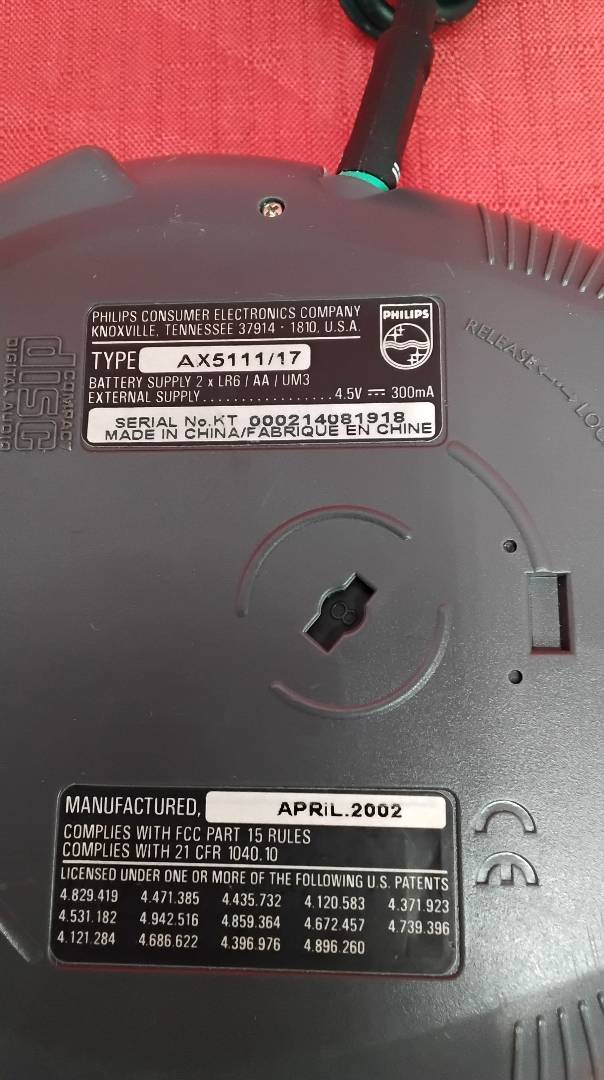 PHILIPS CONSUMER ELECTRONICS COMPANY
KNOXVILLE, TENNESSEE 37914 · 1810, U.S.A.
PHILIPS
TYPE AX5111/17
BATTERY SUPPLY 2 x LR6 / AA / UM3
EXTERNAL SUPPLY.................4.5V ⎓ 300mA
SERIAL No.KT 000214081918
MADE IN CHINA/FABRIQUE EN CHINE
COMPACT
disc
DIGITAL AUDIO
RELEASE
MANUFACTURED, APRiL.2002
COMPLIES WITH FCC PART 15 RULES
COMPLIES WITH 21 CFR 1040.10
LICENSED UNDER ONE OR MORE OF THE FOLLOWING U.S. PATENTS
4.829.419 4.471.385 4.435.732 4.120.583 4.371.923
4.531.182 4.942.516 4.859.364 4.672.457 4.739.396
4.121.284 4.686.622 4.396.976 4.896.260
CE